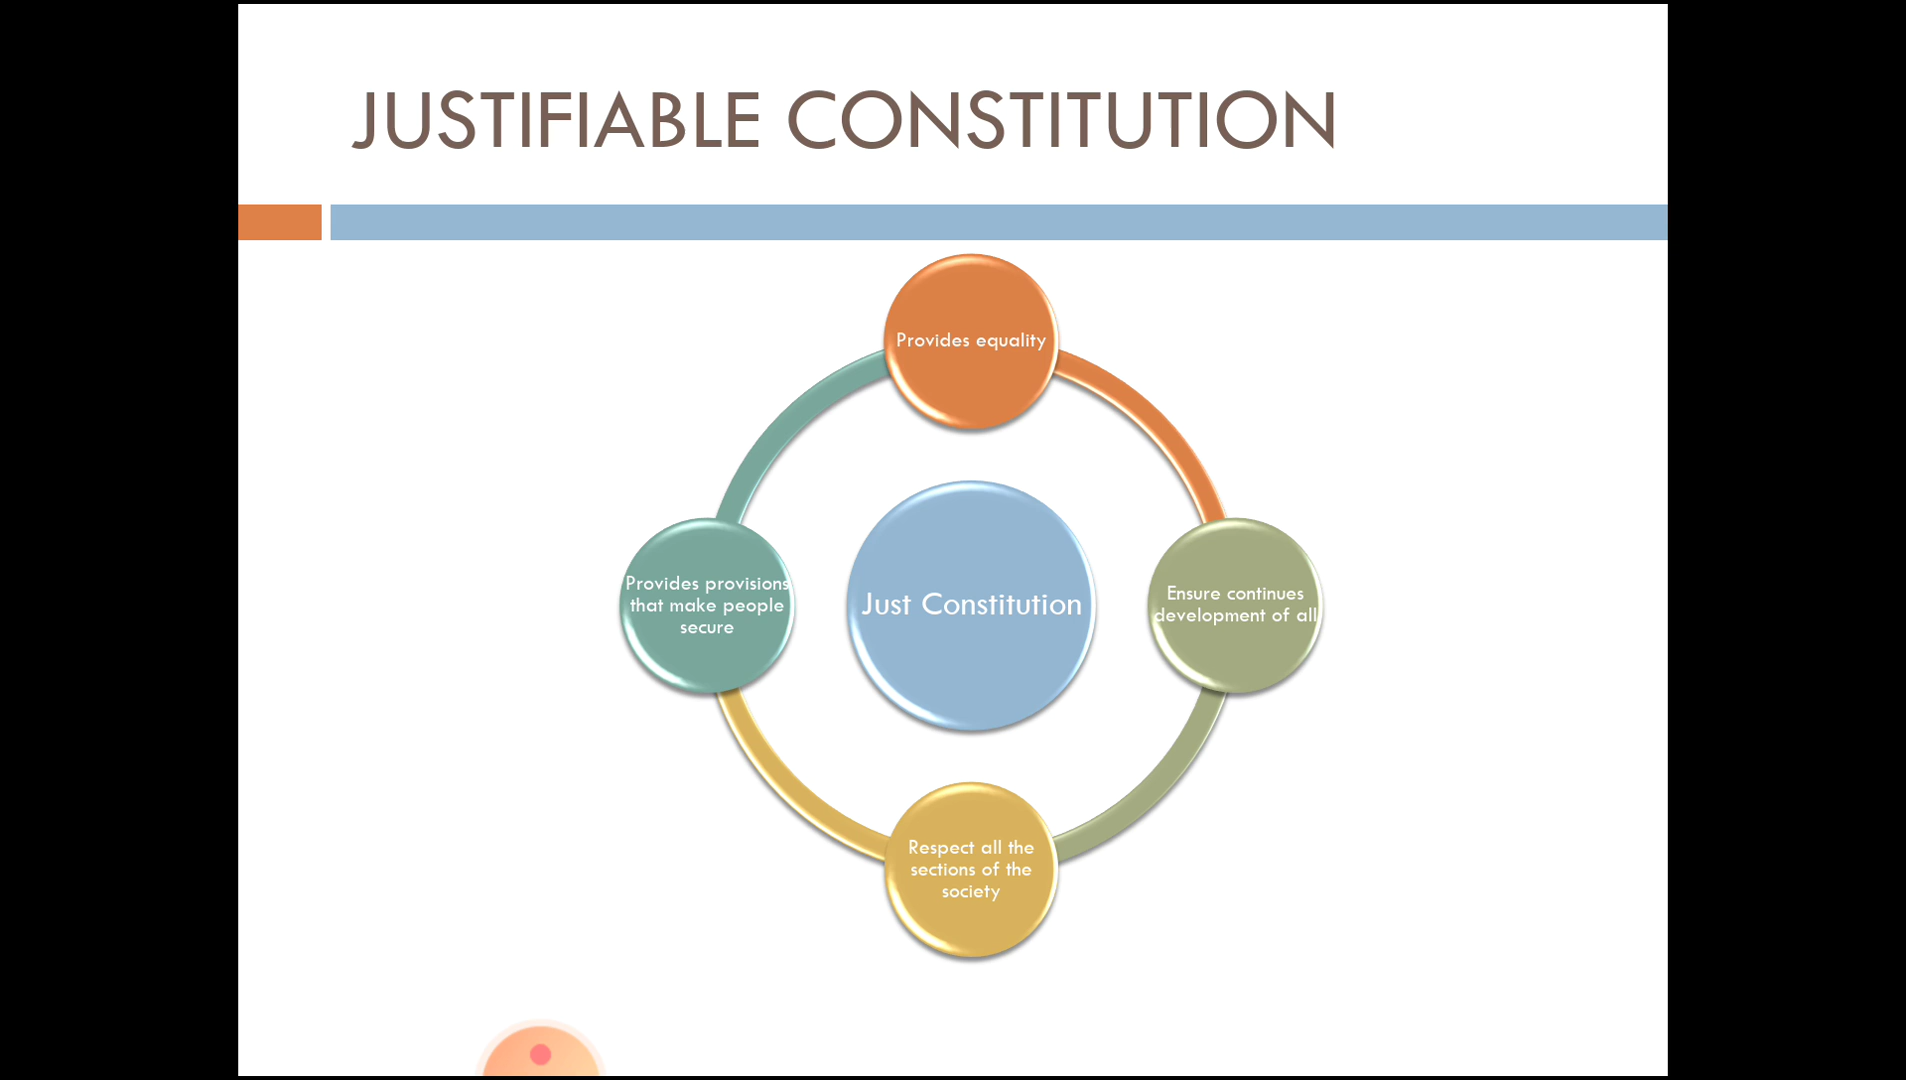 JUSTIFIABLE CONSTITUTION
Provides equality
Provides provisions
that make people
secure
Just Constitution
Ensure continues
development of all
Respect all the
sections of the
society